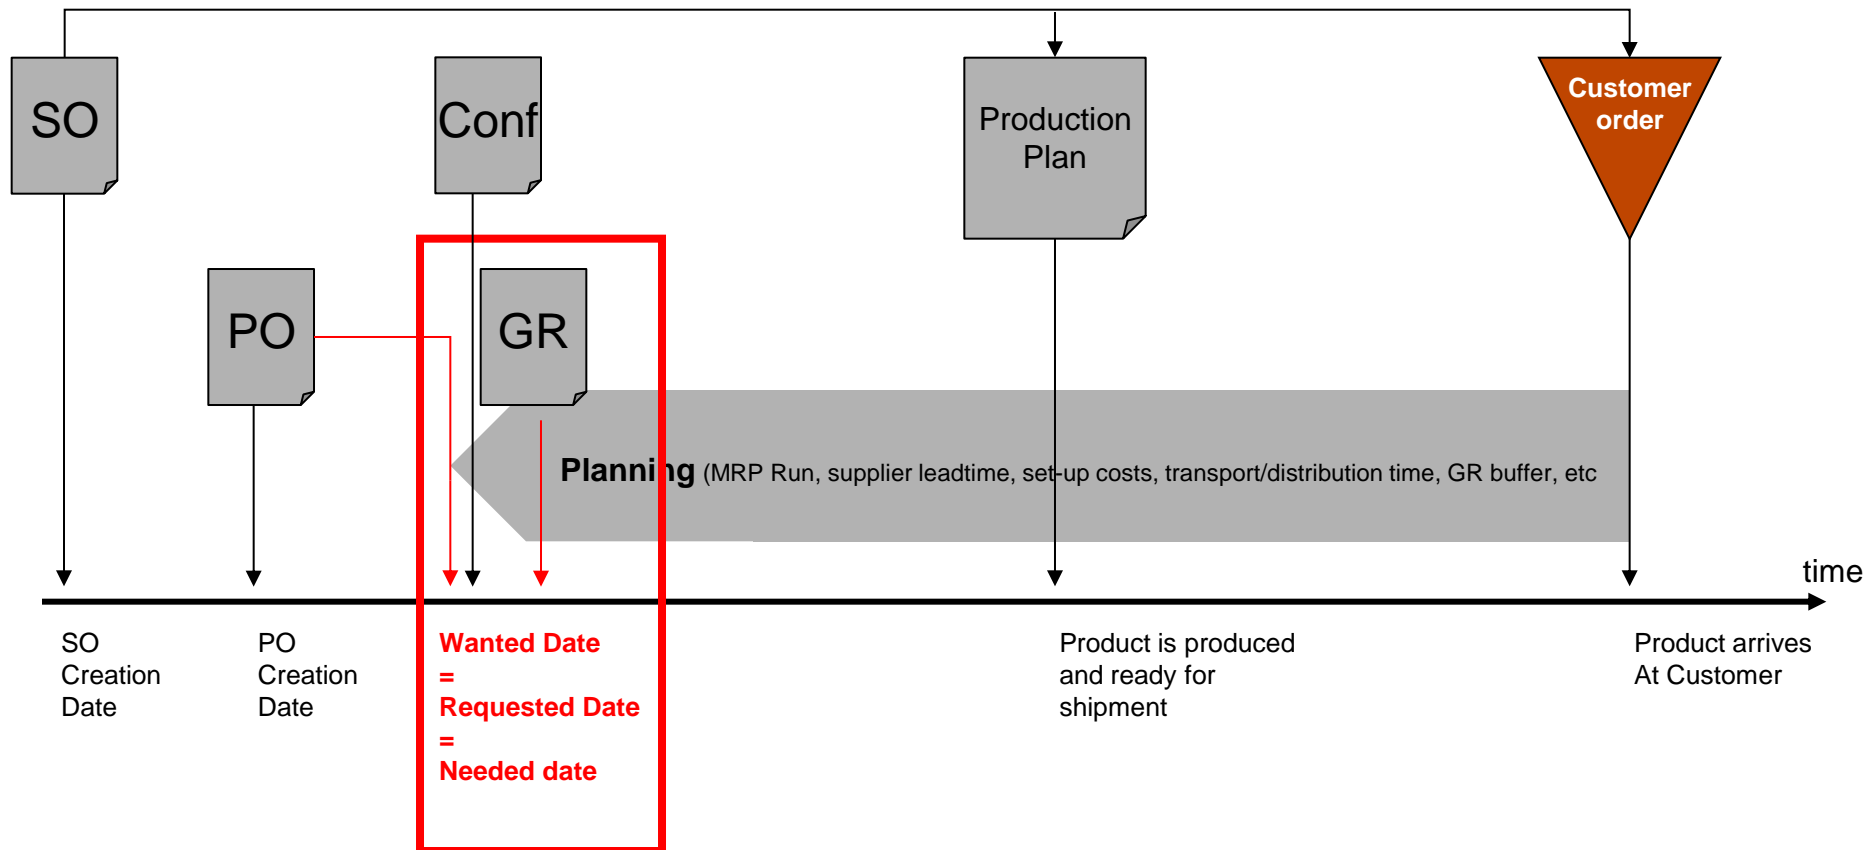 SO
Conf
Production
Plan
Customer
order
PO
GR
Planning (MRP Run, supplier leadtime, set-up costs, transport/distribution time, GR buffer, etc
time
SO
Creation
Date
PO
Creation
Date
Wanted Date
=
Requested Date
=
Needed date
Product is produced
and ready for
shipment
Product arrives
At Customer